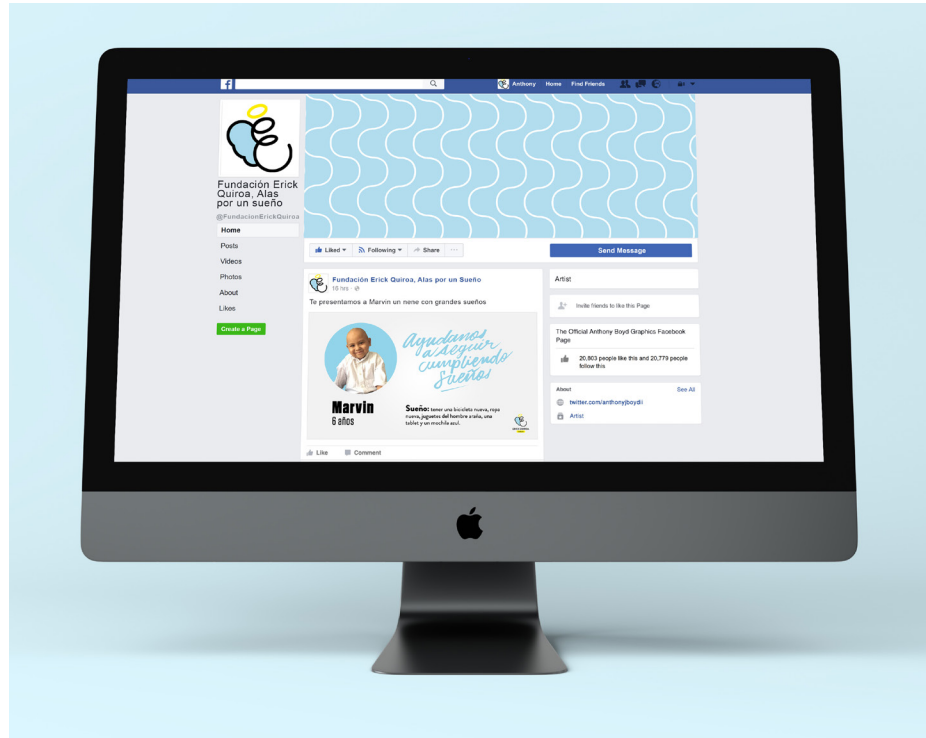 Anthony Home Find Friends
Fundación Erick
Quiroa, Alas
por un sueño
@FundacionErickQuiroa
Home
Posts
Videos
Photos
About
Likes
Create a Page
Liked Following Share
Send Message
Fundación Erick Quiroa, Alas por un Sueño
16 hrs
Te presentamos a Marvin un nene con grandes sueños
Ayudanos
a seguir
cumpliendo
Sueños
Marvin
6 años
Sueño: tener una bicicleta nueva, ropa
nueva, juguetes del hombre araña, una
tablet y un mochila azul.
Like Comment
Artist
Invite friends to like this Page
The Official Anthony Boyd Graphics Facebook
Page
20,803 people like this and 20,779 people
follow this
About See All
twitter.com/anthonyjboydii
Artist